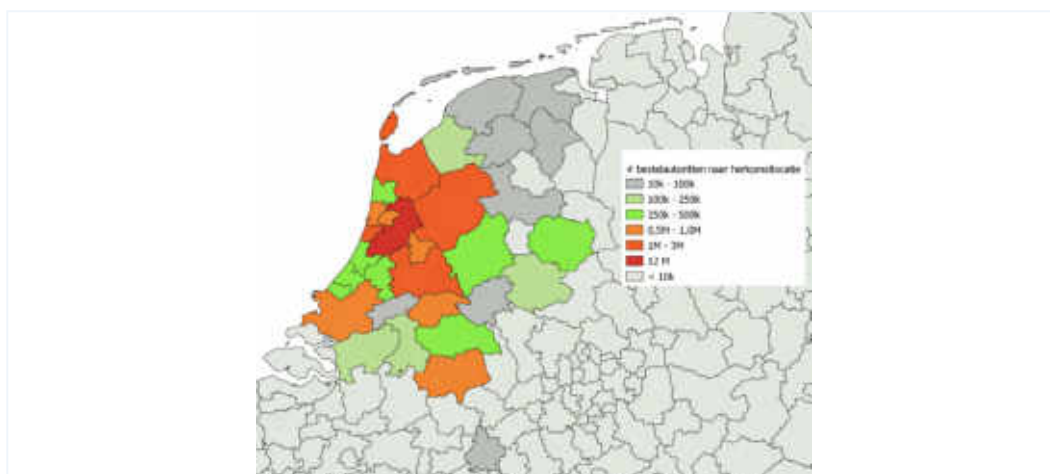 # bestelautoritten naar herkomstlocatie
10k - 100k
100k - 250k
250k - 500k
0,5M - 1,0M
1M - 3M
12 M
< 10k